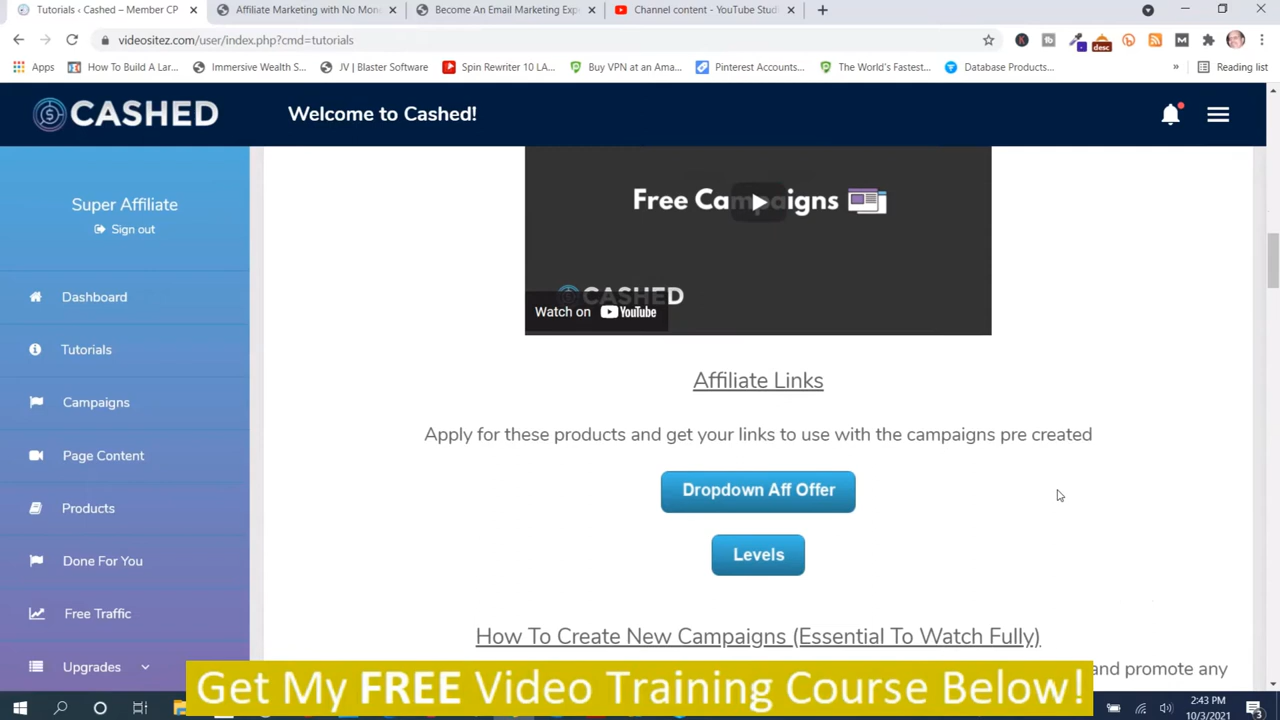 Cashed – Member CP
Affiliate Marketing with No Mon
Become An Email Marketing Exp
Channel content - YouTube Stud
videositez.com/user/index.php?cmd=tutorials
desc
Apps
How To Build A Lar...
Immersive Wealth S...
JV | Blaster Software
Spin Rewriter 10 LA...
Buy VPN at an Ama...
Pinterest Accounts...
The World's Fastest...
Database Products...
»
Reading list
CASHED
Welcome to Cashed!
Super Affiliate
Sign out
Dashboard
Tutorials
Campaigns
Page Content
Products
Done For You
Free Traffic
Upgrades
Free Campaigns
CASHED
Watch on YouTube
Affiliate Links
Apply for these products and get your links to use with the campaigns pre created
Dropdown Aff Offer
Levels
How To Create New Campaigns (Essential To Watch Fully)
and promote any
Get My FREE Video Training Course Below!
2:43 PM
10/3/2021
3